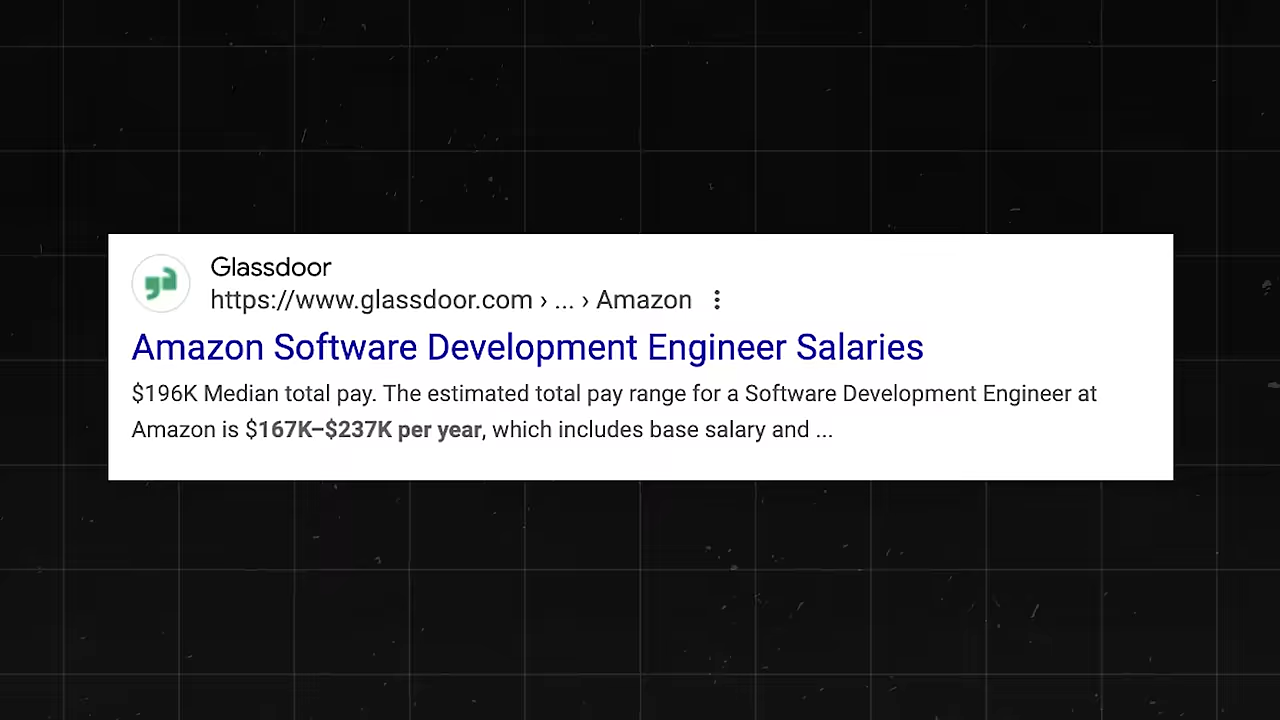 Glassdoor
https://www.glassdoor.com › ... › Amazon
Amazon Software Development Engineer Salaries
$196K Median total pay. The estimated total pay range for a Software Development Engineer at
Amazon is $167K–$237K per year, which includes base salary and ...